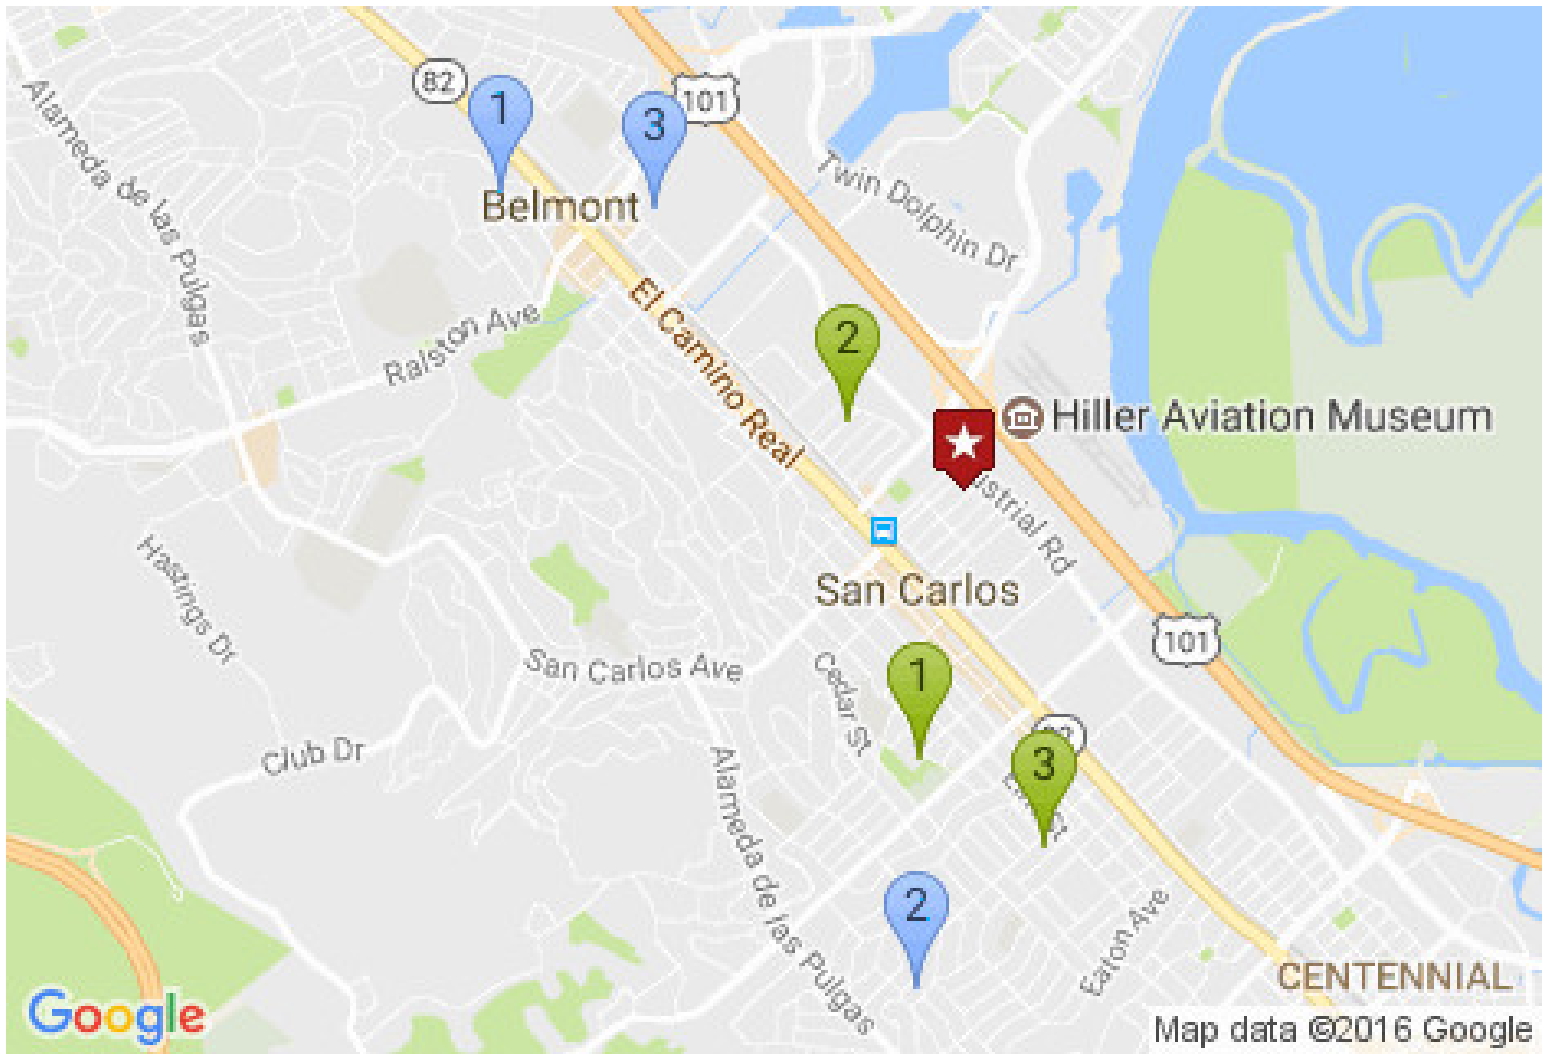 82
101
1
3
Alameda de las Pulgas
Belmont
Twin Dolphin Dr
Ralston Ave
El Camino Real
2
Hiller Aviation Museum
Industrial Rd
Hastings Dr
San Carlos
101
San Carlos Ave
Cedar St
1
Club Dr
3
Alameda de las Pulgas
2
Eaton Ave
CENTENNIAL
Google
Map data ©2016 Google